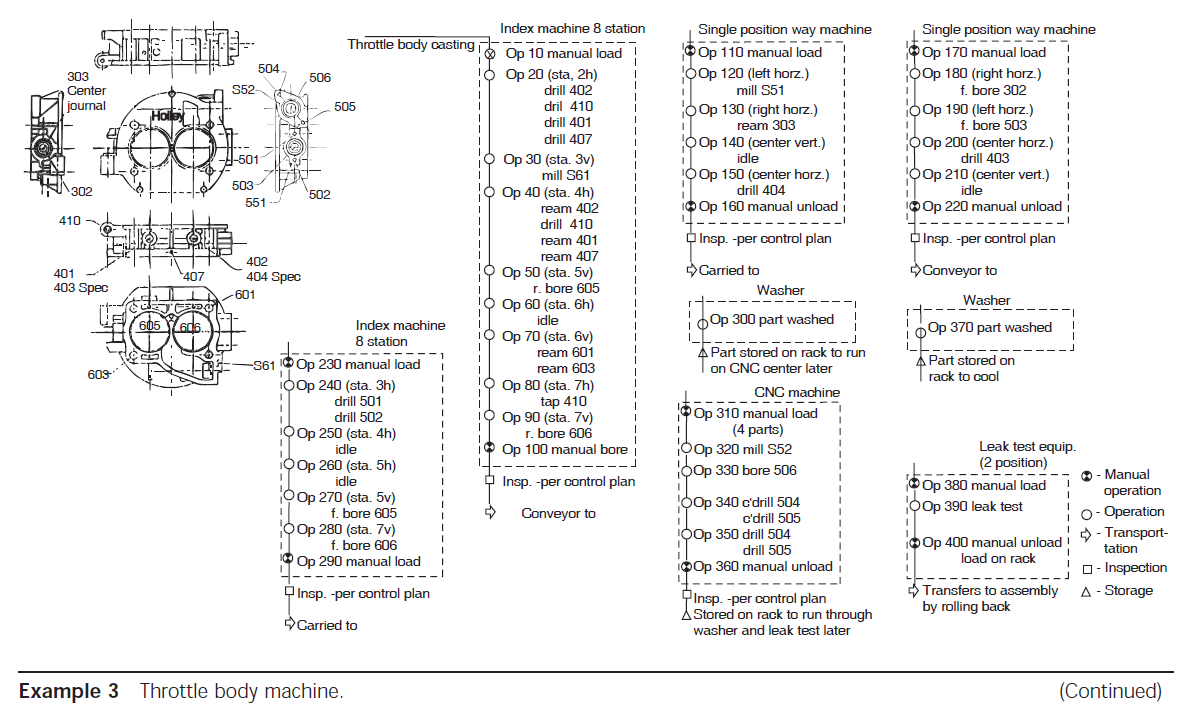 303
Center
journal
302
Holley
504
S52
506
505
501
503
551
502
410
401
403 Spec
407
402
404 Spec
601
605
606
603
S61
Index machine
8 station
Op 230 manual load
Op 240 (sta. 3h)
drill 501
drill 502
Op 250 (sta. 4h)
idle
Op 260 (sta. 5h)
idle
Op 270 (sta. 5v)
f. bore 605
Op 280 (sta. 7v)
f. bore 606
Op 290 manual load
Insp. -per control plan
Carried to
Throttle body casting
Index machine 8 station
Op 10 manual load
Op 20 (sta, 2h)
drill 402
dril 410
drill 401
drill 407
Op 30 (sta. 3v)
mill S61
Op 40 (sta. 4h)
ream 402
drill 410
ream 401
ream 407
Op 50 (sta. 5v)
r. bore 605
Op 60 (sta. 6h)
idle
Op 70 (sta. 6v)
ream 601
ream 603
Op 80 (sta. 7h)
tap 410
Op 90 (sta. 7v)
r. bore 606
Op 100 manual bore
Insp. -per control plan
Conveyor to
Single position way machine
Op 110 manual load
Op 120 (left horz.)
mill S51
Op 130 (right horz.)
ream 303
Op 140 (center vert.)
idle
Op 150 (center horz.)
drill 404
Op 160 manual unload
Insp. -per control plan
Carried to
Washer
Op 300 part washed
Part stored on rack to run
on CNC center later
CNC machine
Op 310 manual load
(4 parts)
Op 320 mill S52
Op 330 bore 506
Op 340 c'drill 504
c'drill 505
Op 350 drill 504
drill 505
Op 360 manual unload
Insp. -per control plan
Stored on rack to run through
washer and leak test later
Single position way machine
Op 170 manual load
Op 180 (right horz.)
f. bore 302
Op 190 (left horz.)
f. bore 503
Op 200 (center horz.)
drill 403
Op 210 (center vert.)
idle
Op 220 manual unload
Insp. -per control plan
Conveyor to
Washer
Op 370 part washed
Part stored on
rack to cool
Leak test equip.
(2 position)
Op 380 manual load
Op 390 leak test
Op 400 manual unload
load on rack
Transfers to assembly
by rolling back
- Manual
operation
- Operation
- Transport-
tation
- Inspection
- Storage
Example 3 Throttle body machine.
(Continued)